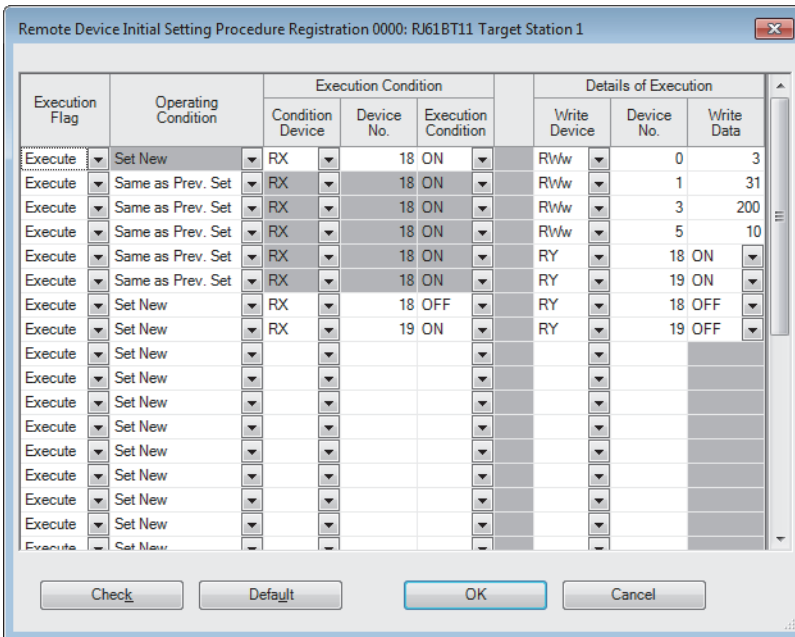 Remote Device Initial Setting Procedure Registration 0000: RJ61BT11 Target Station 1
Execution Condition Details of Execution
Execution Flag Operating Condition Condition Device Device No. Execution Condition Write Device Device No. Write Data
Execute Set New RX 18 ON RWw 0 3
Execute Same as Prev. Set RX 18 ON RWw 1 31
Execute Same as Prev. Set RX 18 ON RWw 3 200
Execute Same as Prev. Set RX 18 ON RWw 5 10
Execute Same as Prev. Set RX 18 ON RY 18 ON
Execute Same as Prev. Set RX 18 ON RY 19 ON
Execute Set New RX 18 OFF RY 18 OFF
Execute Set New RX 19 ON RY 19 OFF
Execute Set New
Execute Set New
Execute Set New
Execute Set New
Execute Set New
Execute Set New
Execute Set New
Execute Set New
Execute Set New
Check Default OK Cancel